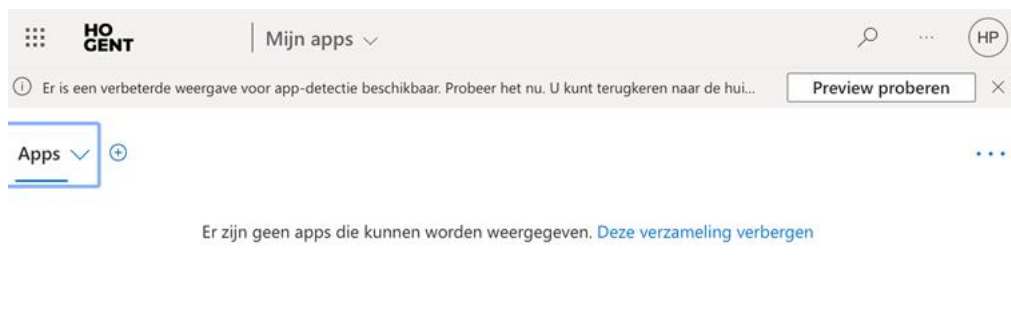 HO
GENT
Mijn apps
HP
Er is een verbeterde weergave voor app-detectie beschikbaar. Probeer het nu. U kunt terugkeren naar de hui...
Preview proberen
Apps
Er zijn geen apps die kunnen worden weergegeven. Deze verzameling verbergen